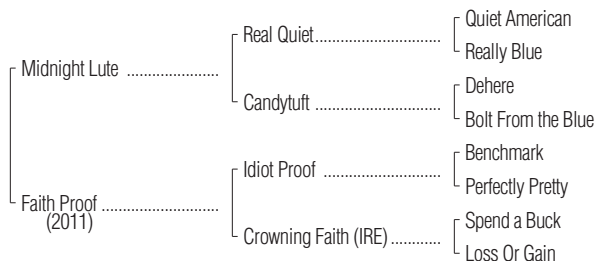 Quiet American
Real Quiet..............................
Really Blue
Midnight Lute ......................
Dehere
Candytuft ..............................
Bolt From the Blue
Benchmark
Idiot Proof ............................
Perfectly Pretty
Faith Proof ............................
(2011)
Spend a Buck
Crowning Faith (IRE)............
Loss Or Gain